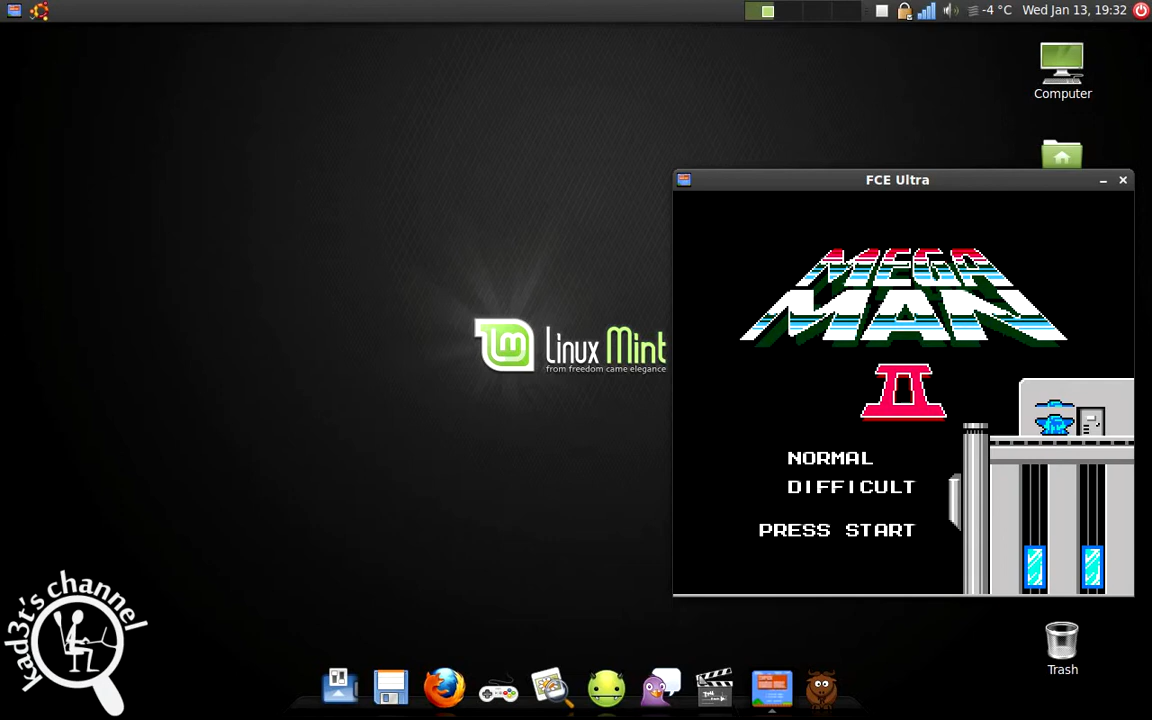 -4 °C Wed Jan 13, 19:32
Computer
FCE Ultra
MEGA
MAN
II
Linux Mint
from freedom came elegance
NORMAL
DIFFICULT
PRESS START
kad3t's channel
Trash